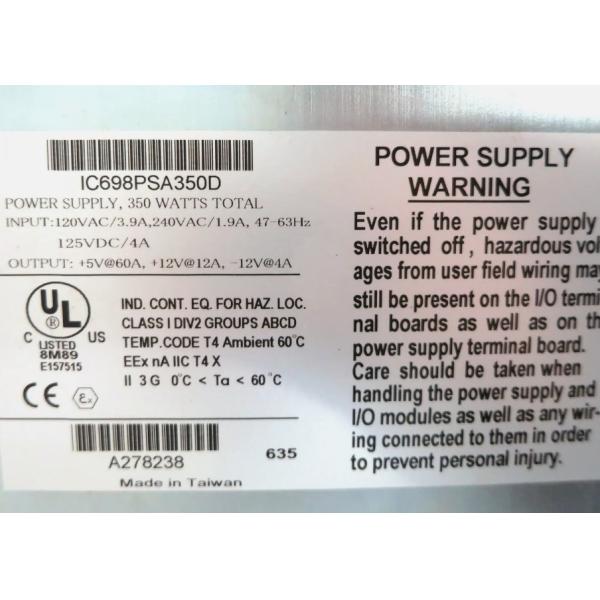 IC698PSA350D
POWER SUPPLY, 350 WATTS TOTAL
INPUT:120VAC/3.9A,240VAC/1.9A, 47-63Hz
125VDC/4A
OUTPUT: +5V@60A, +12V@12A, -12V@4A
UL
C US
LISTED
8M89
E157515
IND. CONT. EQ. FOR HAZ. LOC.
CLASS I DIV2 GROUPS ABCD
TEMP.CODE T4 Ambient 60°C
EEx nA IIC T4 X
II 3 G 0°C < Ta < 60°C
CE Ex
A278238
635
Made in Taiwan
POWER SUPPLY
WARNING
Even if the power supply
switched off, hazardous vol
ages from user field wiring may
still be present on the I/O termi
nal boards as well as on th
power supply terminal board.
Care should be taken when
handling the power supply and
I/O modules as well as any wir-
ing connected to them in order
to prevent personal injury.